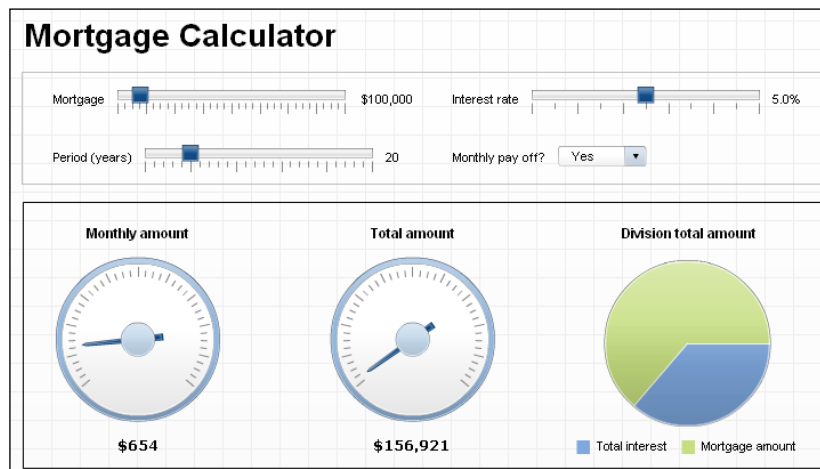 Mortgage Calculator
Mortgage $100,000 Interest rate 5.0%
Period (years) 20 Monthly pay off? Yes
Monthly amount Total amount Division total amount
$654 $156,921 Total interest Mortgage amount